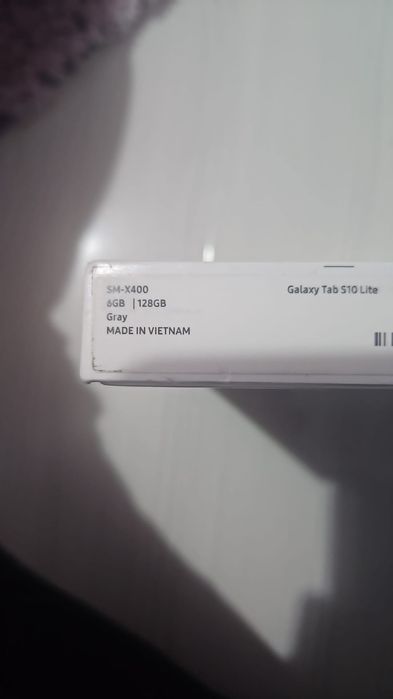 SM-X400
6GB | 128GB
Gray
MADE IN VIETNAM
Galaxy Tab S10 Lite